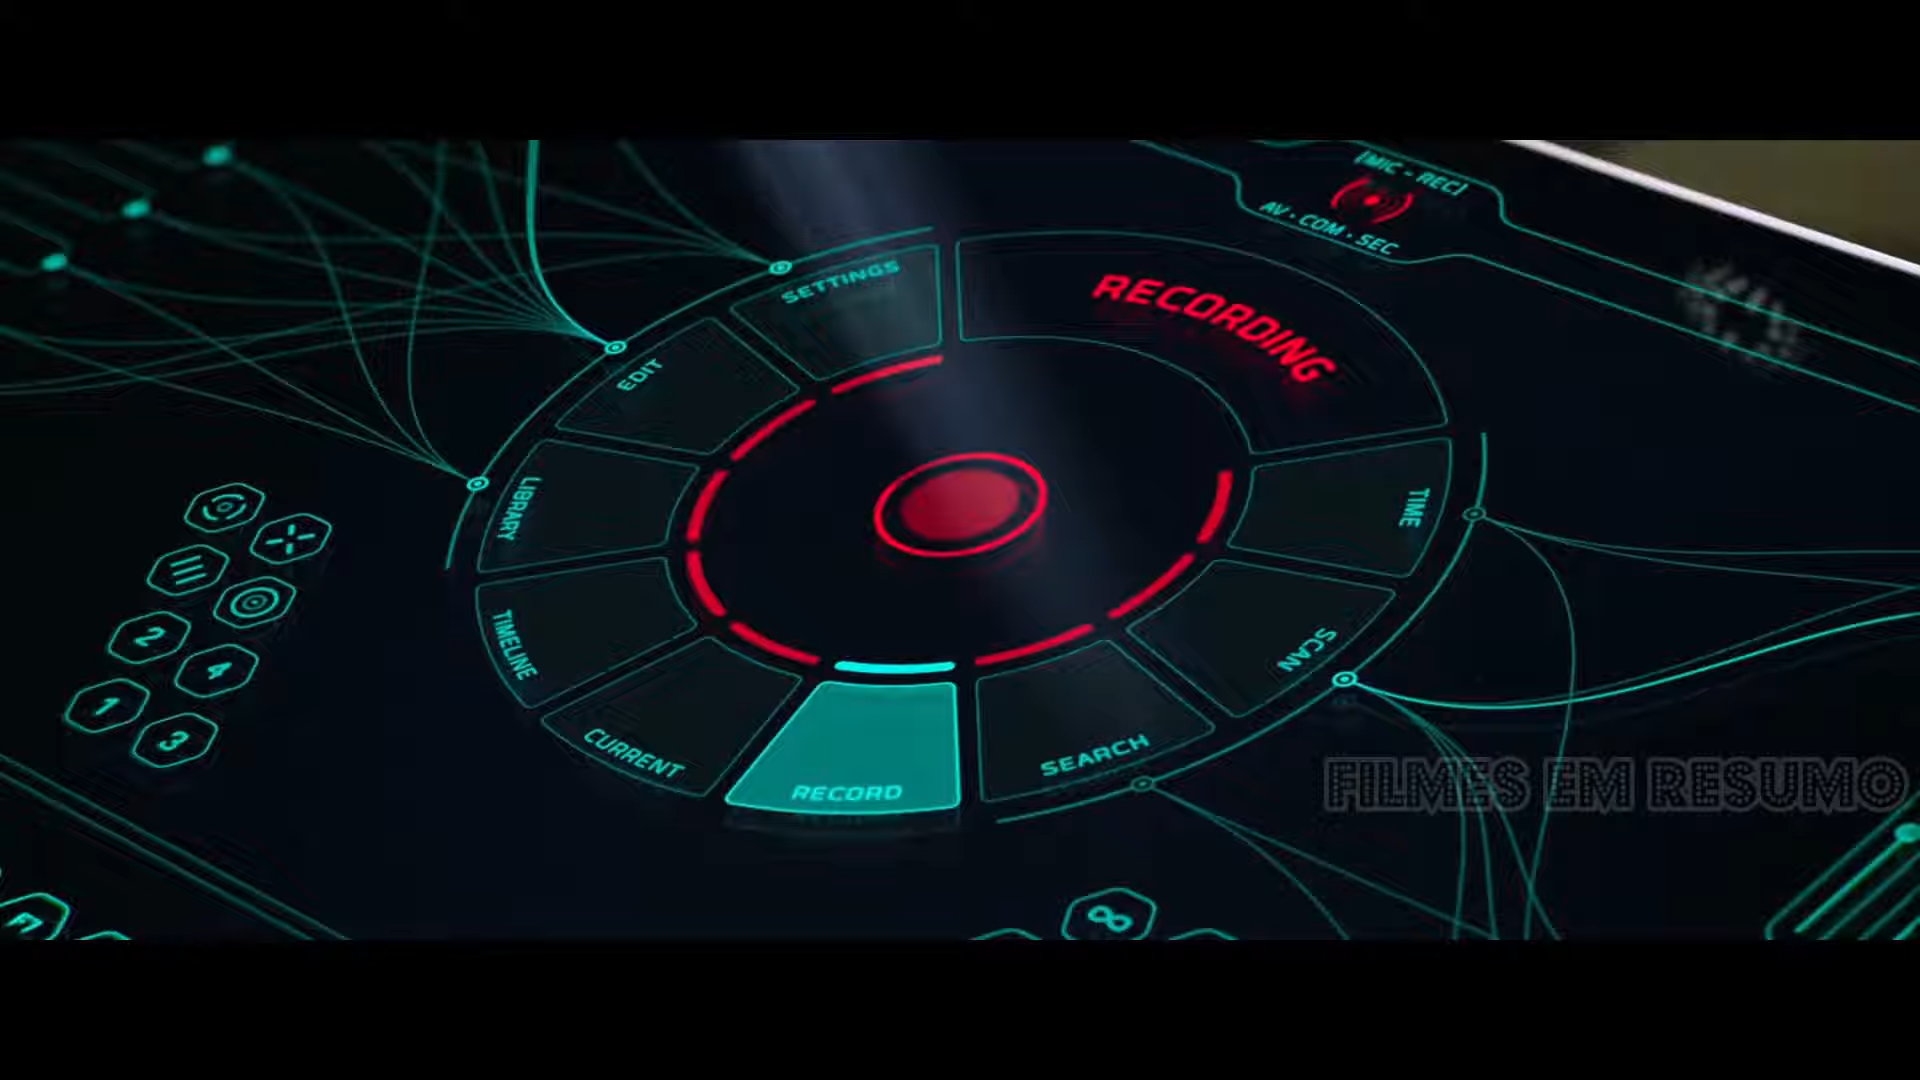 [MIC - REC]
AV · COM · SEC
SETTINGS
RECORDING
EDIT
TIME
LIBRARY
SCAN
TIMELINE
CURRENT
SEARCH
RECORD
2
4
1
3
FILMES EM RESUMO